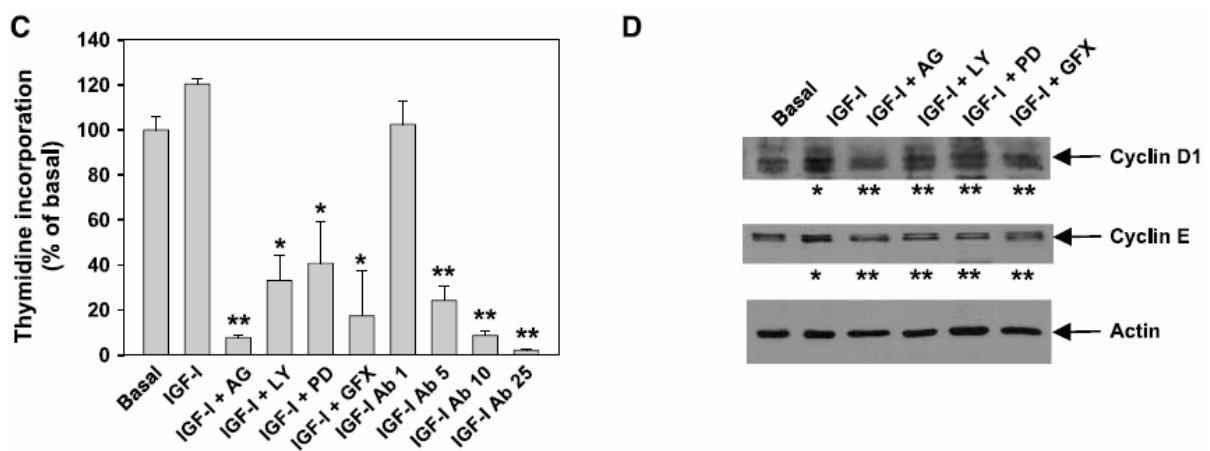 C
Thymidine incorporation
(% of basal)
140
120
100
80
60
40
20
0
**
*
*
*
**
**
**
Basal
IGF-I
IGF-I + AG
IGF-I + LY
IGF-I + PD
IGF-I + GFX
IGF-I Ab 1
IGF-I Ab 5
IGF-I Ab 10
IGF-I Ab 25
D
Basal
IGF-I
IGF-I + AG
IGF-I + LY
IGF-I + PD
IGF-I + GFX
Cyclin D1
* ** ** ** **
Cyclin E
* ** ** ** **
Actin